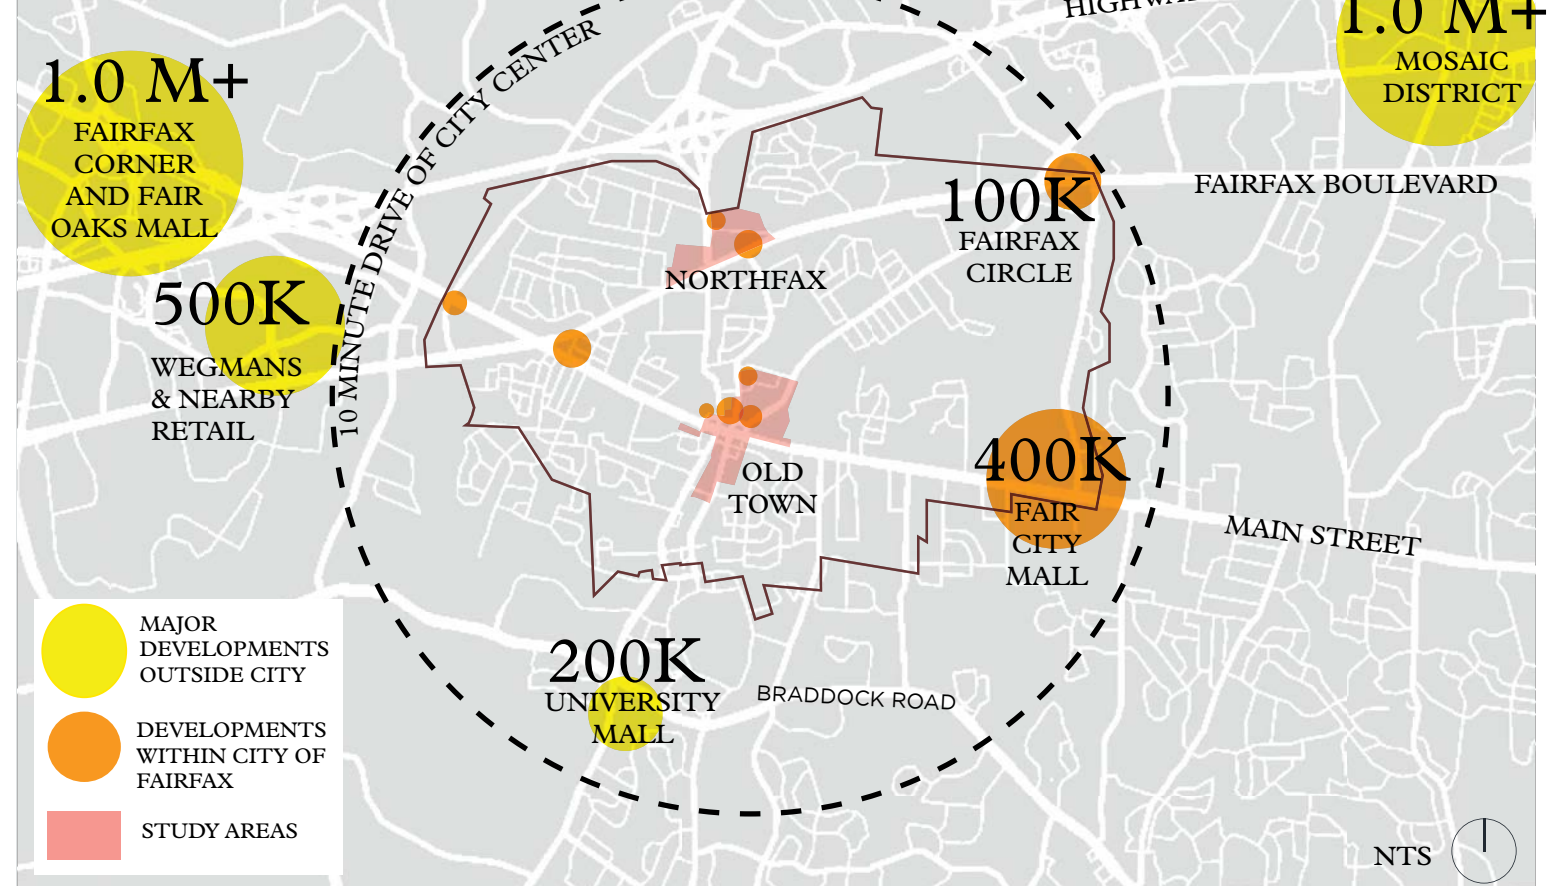 HIGHWA
1.0 M+
MOSAIC
DISTRICT
1.0 M+
FAIRFAX
CORNER
AND FAIR
OAKS MALL
10 MINUTE DRIVE OF CITY CENTER
100K
FAIRFAX
CIRCLE
FAIRFAX BOULEVARD
NORTHFAX
500K
WEGMANS
& NEARBY
RETAIL
OLD
TOWN
400K
FAIR
CITY
MALL
MAIN STREET
200K
UNIVERSITY
MALL
BRADDOCK ROAD
MAJOR
DEVELOPMENTS
OUTSIDE CITY
DEVELOPMENTS
WITHIN CITY OF
FAIRFAX
STUDY AREAS
NTS